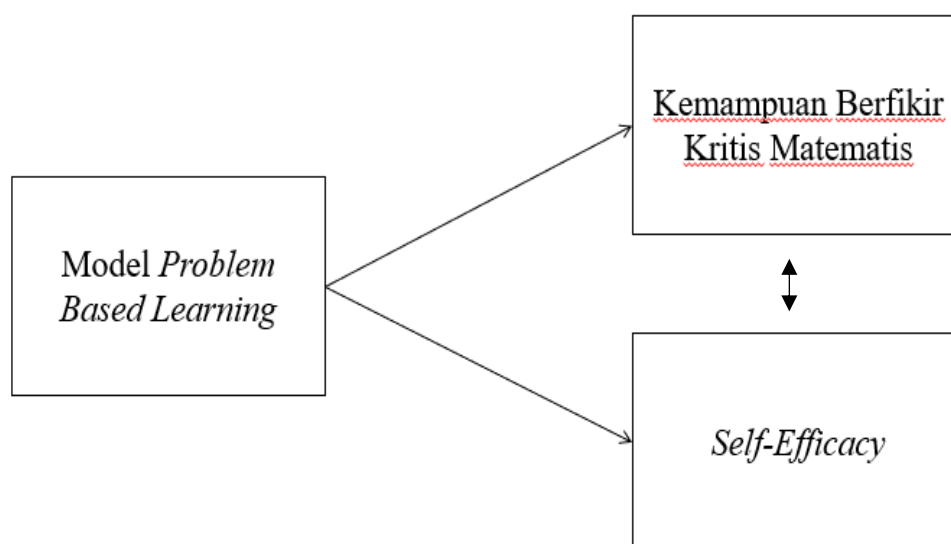 Kemampuan Berfikir
Kritis Matematis
Model Problem
Based Learning
Self-Efficacy